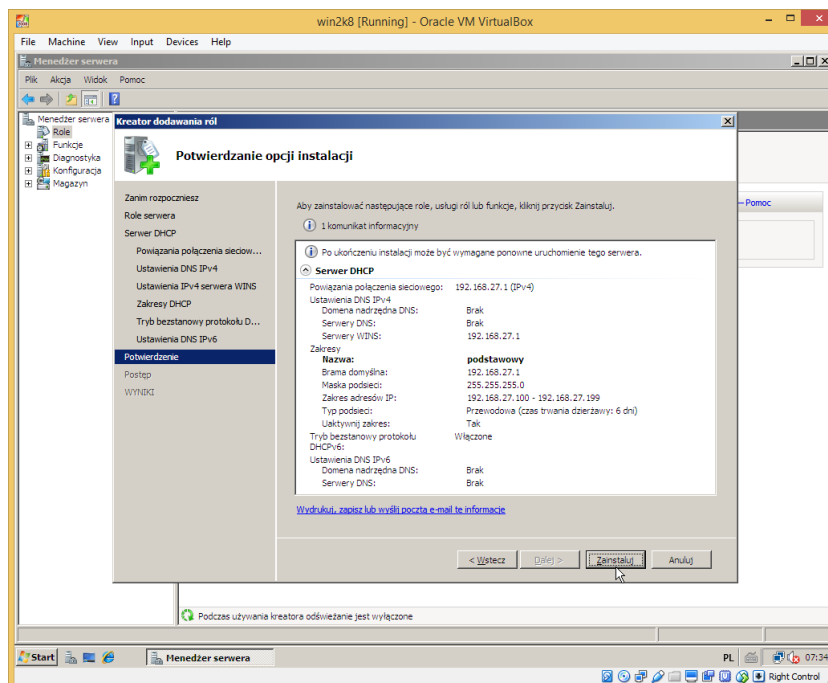 win2k8 [Running] - Oracle VM VirtualBox
File Machine View Input Devices Help
Menedżer serwera
Plik Akcja Widok Pomoc
Menedżer serwera
Role
Funkcje
Diagnostyka
Konfiguracja
Magazyn
Kreator dodawania ról
Potwierdzanie opcji instalacji
Zanim rozpoczniesz
Role serwera
Serwer DHCP
Powiązania połączenia sieciow...
Ustawienia DNS IPv4
Ustawienia IPv4 serwera WINS
Zakresy DHCP
Tryb bezstanowy protokołu D...
Ustawienia DNS IPv6
Potwierdzenie
Postęp
WYNIKI
Aby zainstalować następujące role, usługi ról lub funkcje, kliknij przycisk Zainstaluj.
1 komunikat informacyjny
Po ukończeniu instalacji może być wymagane ponowne uruchomienie tego serwera.
Serwer DHCP
Powiązania połączenia sieciowego: 192.168.27.1 (IPv4)
Ustawienia DNS IPv4
Domena nadrzędna DNS: Brak
Serwery DNS: Brak
Serwery WINS: 192.168.27.1
Zakresy
Nazwa: podstawowy
Brama domyślna: 192.168.27.1
Maska podsieci: 255.255.255.0
Zakres adresów IP: 192.168.27.100 - 192.168.27.199
Typ podsieci: Przewodowa (czas trwania dzierżawy: 6 dni)
Uaktywnij zakres: Tak
Tryb bezstanowy protokołu DHCPv6: Włączone
Ustawienia DNS IPv6
Domena nadrzędna DNS: Brak
Serwery DNS: Brak
Wydrukuj, zapisz lub wyślij pocztą e-mail te informacje
< Wstecz Dalej > Zainstaluj Anuluj
Pomoc
Podczas używania kreatora odświeżanie jest wyłączone
Start Menedżer serwera PL 07:34
Right Control